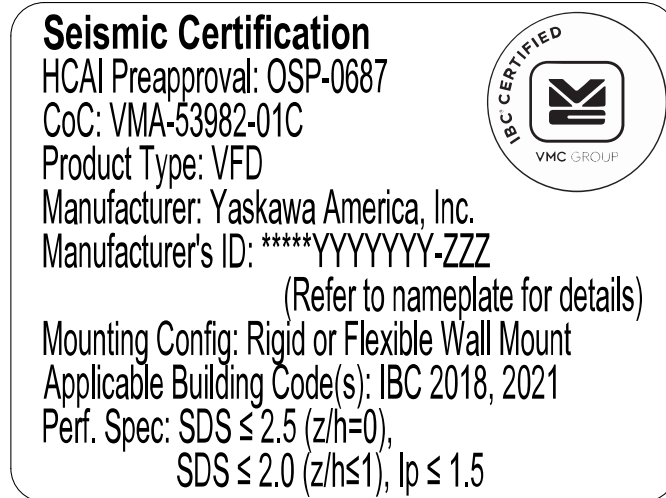 Seismic Certification
HCAI Preapproval: OSP-0687
CoC: VMA-53982-01C
Product Type: VFD
Manufacturer: Yaskawa America, Inc.
Manufacturer's ID: *****YYYYYYY-ZZZ
(Refer to nameplate for details)
Mounting Config: Rigid or Flexible Wall Mount
Applicable Building Code(s): IBC 2018, 2021
Perf. Spec: SDS ≤ 2.5 (z/h=0),
SDS ≤ 2.0 (z/h≤1), Ip ≤ 1.5
IBC® CERTIFIED
VMC GROUP